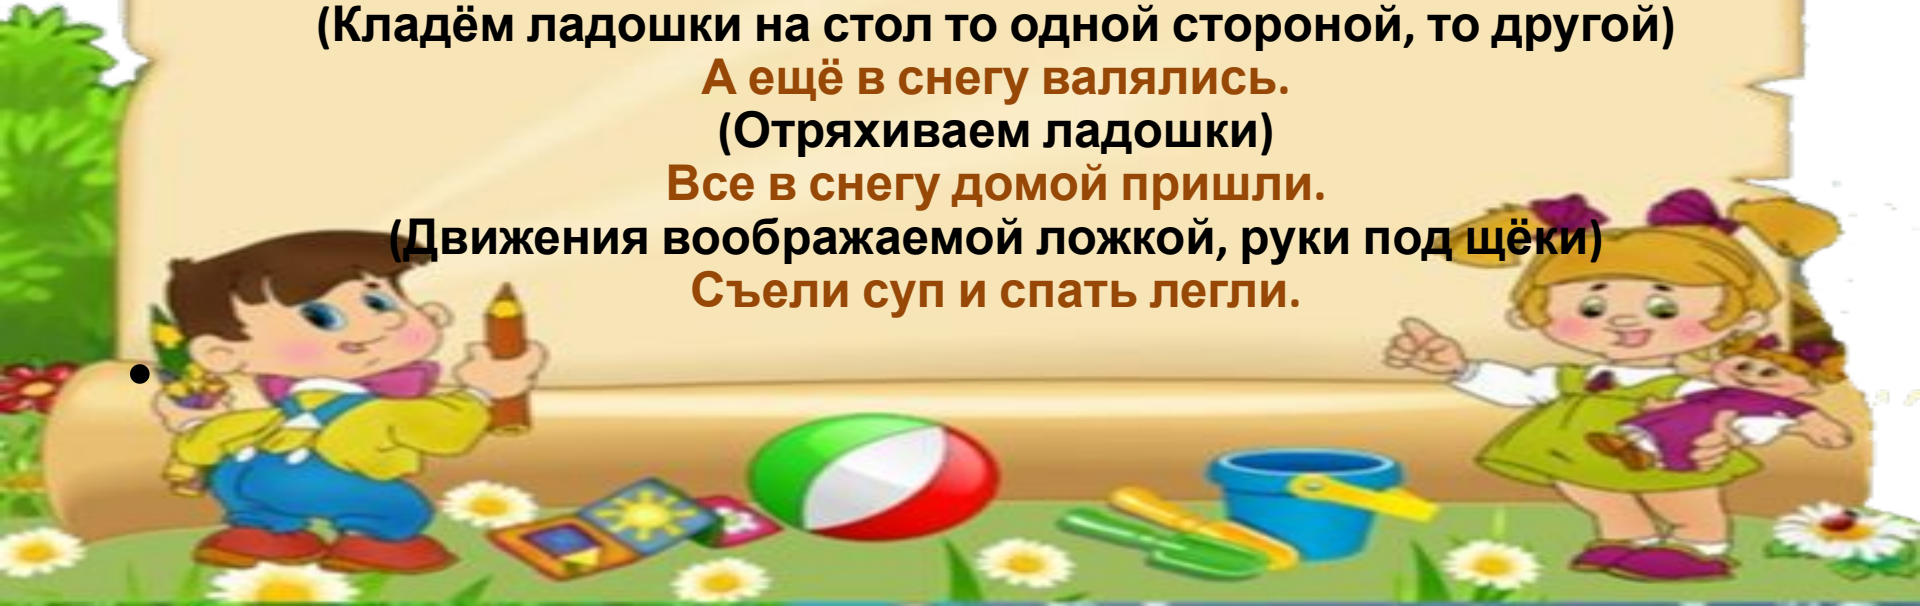 (Кладём ладошки на стол то одной стороной, то другой)
А ещё в снегу валялись.
(Отряхиваем ладошки)
Все в снегу домой пришли.
(Движения воображаемой ложкой, руки под щёки)
Съели суп и спать легли.
•